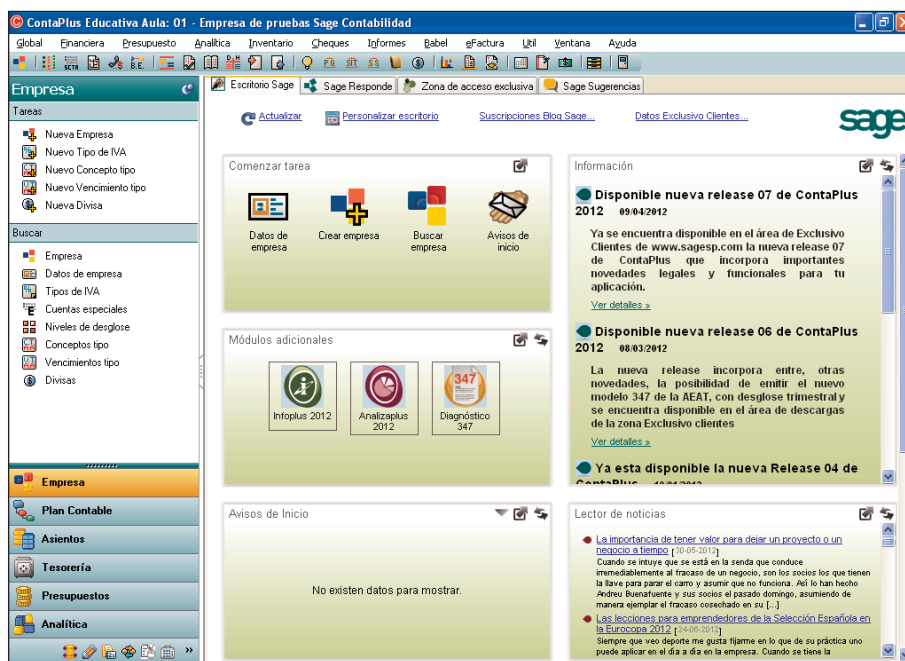 ContaPlus Educativa Aula: 01 - Empresa de pruebas Sage Contabilidad
Global Financiera Presupuesto Analítica Inventario Cheques Informes Babel eFactura Util Ventana Ayuda
Empresa
Tareas
Nueva Empresa
Nuevo Tipo de IVA
Nuevo Concepto tipo
Nuevo Vencimiento tipo
Nueva Divisa
Buscar
Empresa
Datos de empresa
Tipos de IVA
Cuentas especiales
Niveles de desglose
Conceptos tipo
Vencimientos tipo
Divisas
Empresa
Plan Contable
Asientos
Tesorería
Presupuestos
Analítica
Escritorio Sage Sage Responde Zona de acceso exclusiva Sage Sugerencias
Actualizar Personalizar escritorio Suscripciones Blog Sage... Datos Exclusivo Clientes...
sage
Comenzar tarea
Datos de
empresa
Crear empresa
Buscar
empresa
Avisos de
inicio
Módulos adicionales
Infoplus 2012
Analizaplus
2012
347
Diagnóstico
347
Avisos de Inicio
No existen datos para mostrar.
Información
Disponible nueva release 07 de ContaPlus
2012 09/04/2012
Ya se encuentra disponible en el área de Exclusivo
Clientes de www.sagesp.com la nueva release 07
de ContaPlus que incorpora importantes
novedades legales y funcionales para tu
aplicación.
Ver detalles »
Disponible nueva release 06 de ContaPlus
2012 08/03/2012
La nueva release incorpora entre, otras
novedades, la posibilidad de emitir el nuevo
modelo 347 de la AEAT, con desglose trimestral y
se encuentra disponible en el área de descargas
de la zona Exclusivo clientes
Ver detalles »
Ya esta disponible la nueva Release 04 de
ContaPlus
Lector de noticias
La importancia de tener valor para dejar un proyecto o un
negocio a tiempo [30-05-2012]
Cuando se intuye que se está en la senda que conduce
irremediablemente al fracaso de un negocio, son los socios los que tienen
la llave para parar el carro y asumir que no funciona. Así lo han hecho
Andreu Buenafuente y sus socios el pasado domingo, asumiendo de
manera ejemplar el fracaso cosechado en su [...]
Las lecciones para emprendedores de la Selección Española en
la Eurocopa 2012 [24-06-2012]
Siempre que veo deporte me gusta fijarme en lo que de su práctica uno
puede aplicar en el día a día en la empresa. Cuando se tiene la